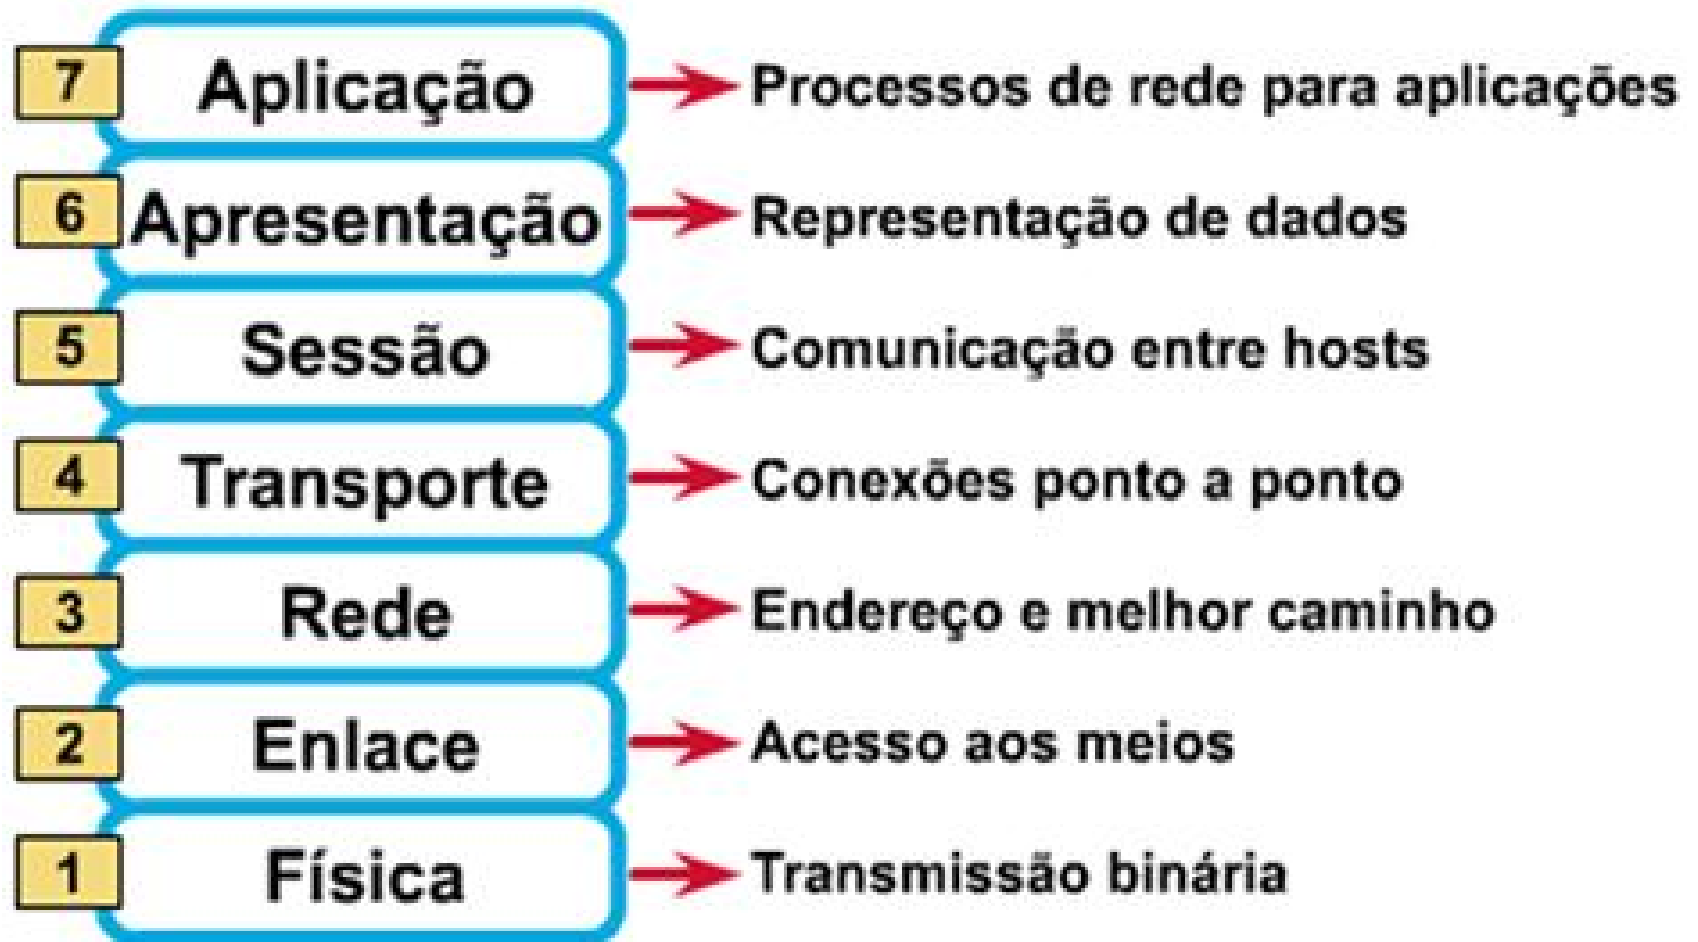 7 Aplicação Processos de rede para aplicações
6 Apresentação Representação de dados
5 Sessão Comunicação entre hosts
4 Transporte Conexões ponto a ponto
3 Rede Endereço e melhor caminho
2 Enlace Acesso aos meios
1 Física Transmissão binária